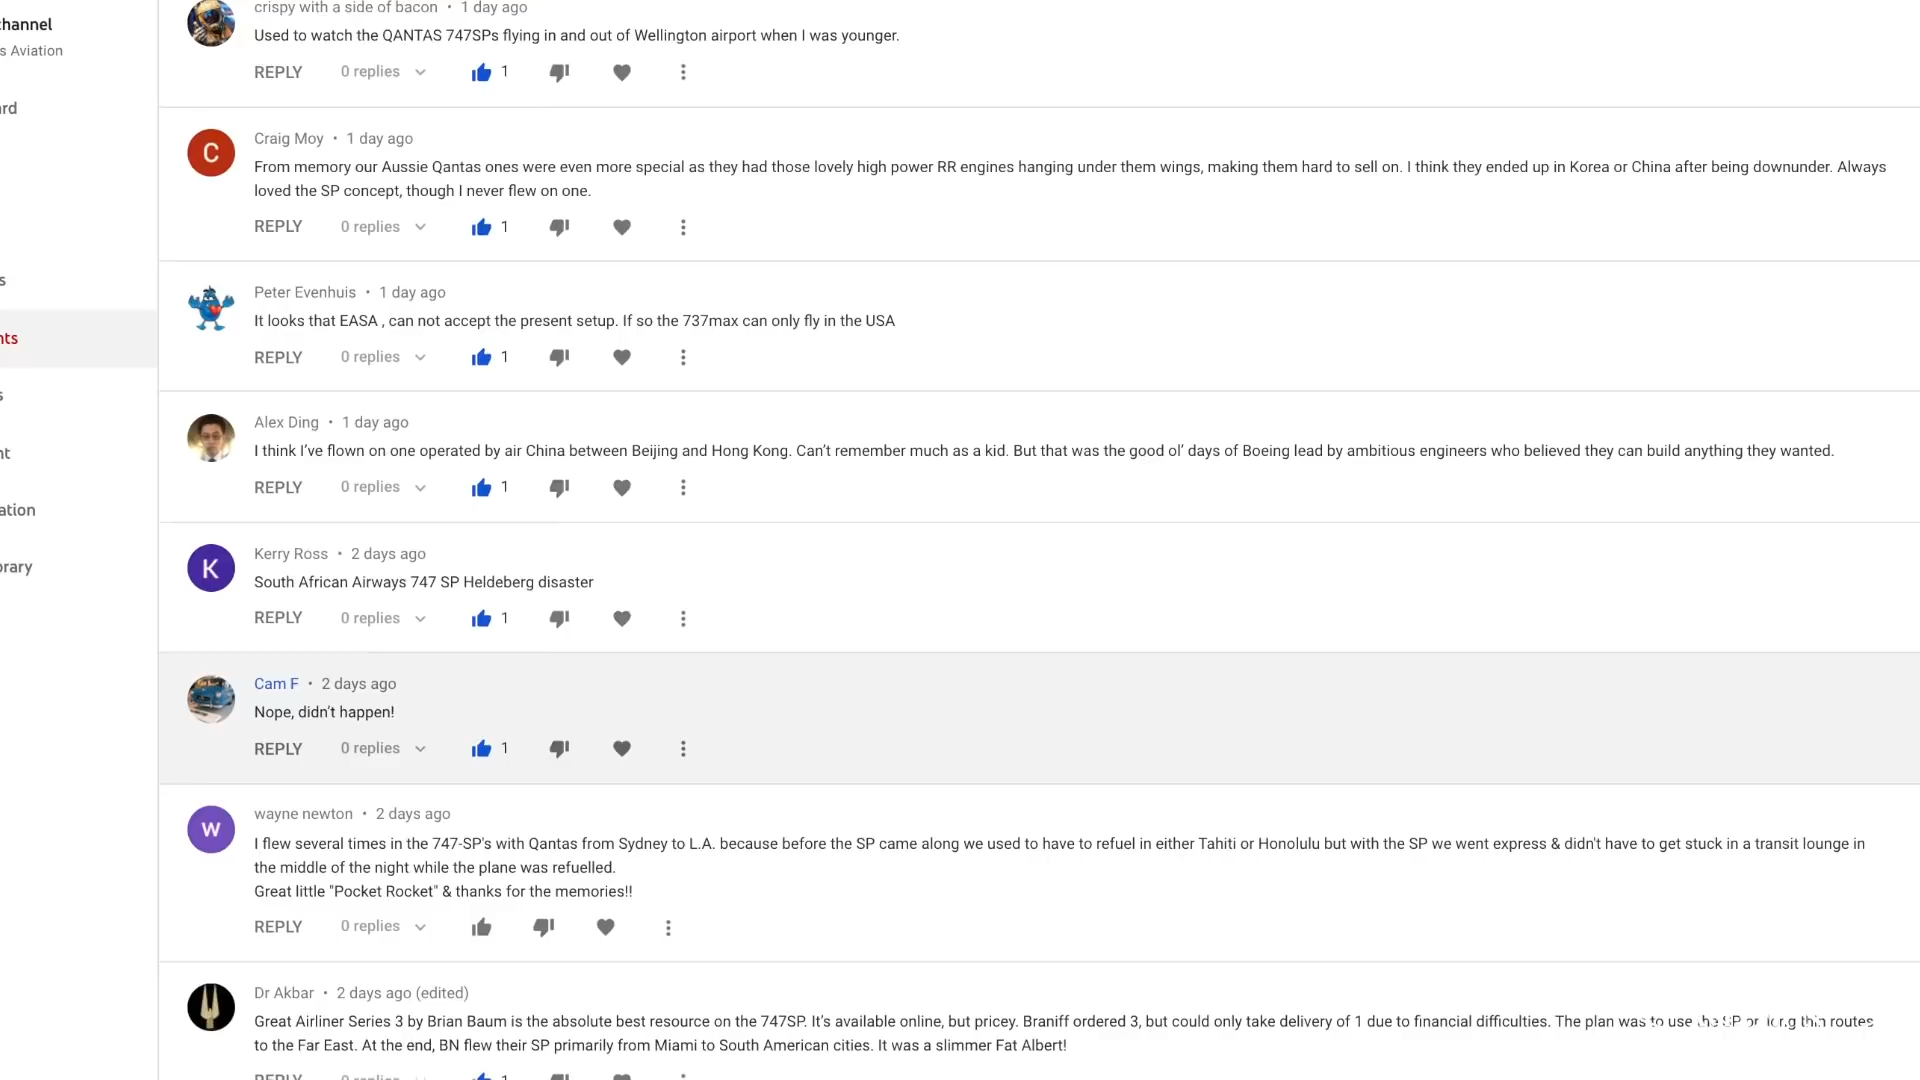 channel
s Aviation
ard
s
nts
s
nt
ation
orary
crispy with a side of bacon • 1 day ago
Used to watch the QANTAS 747SPs flying in and out of Wellington airport when I was younger.
REPLY 0 replies 1
C
Craig Moy • 1 day ago
From memory our Aussie Qantas ones were even more special as they had those lovely high power RR engines hanging under them wings, making them hard to sell on. I think they ended up in Korea or China after being downunder. Always
loved the SP concept, though I never flew on one.
REPLY 0 replies 1
Peter Evenhuis • 1 day ago
It looks that EASA , can not accept the present setup. If so the 737max can only fly in the USA
REPLY 0 replies 1
Alex Ding • 1 day ago
I think I've flown on one operated by air China between Beijing and Hong Kong. Can't remember much as a kid. But that was the good ol' days of Boeing lead by ambitious engineers who believed they can build anything they wanted.
REPLY 0 replies 1
K
Kerry Ross • 2 days ago
South African Airways 747 SP Heldeberg disaster
REPLY 0 replies 1
Cam F • 2 days ago
Nope, didn't happen!
REPLY 0 replies 1
W
wayne newton • 2 days ago
I flew several times in the 747-SP's with Qantas from Sydney to L.A. because before the SP came along we used to have to refuel in either Tahiti or Honolulu but with the SP we went express & didn't have to get stuck in a transit lounge in
the middle of the night while the plane was refuelled.
Great little "Pocket Rocket" & thanks for the memories!!
REPLY 0 replies
Dr Akbar • 2 days ago (edited)
Great Airliner Series 3 by Brian Baum is the absolute best resource on the 747SP. It's available online, but pricey. Braniff ordered 3, but could only take delivery of 1 due to financial difficulties. The plan was to use the SP on long thin routes
to the Far East. At the end, BN flew their SP primarily from Miami to South American cities. It was a slimmer Fat Albert!
REPLY 0 replies 1